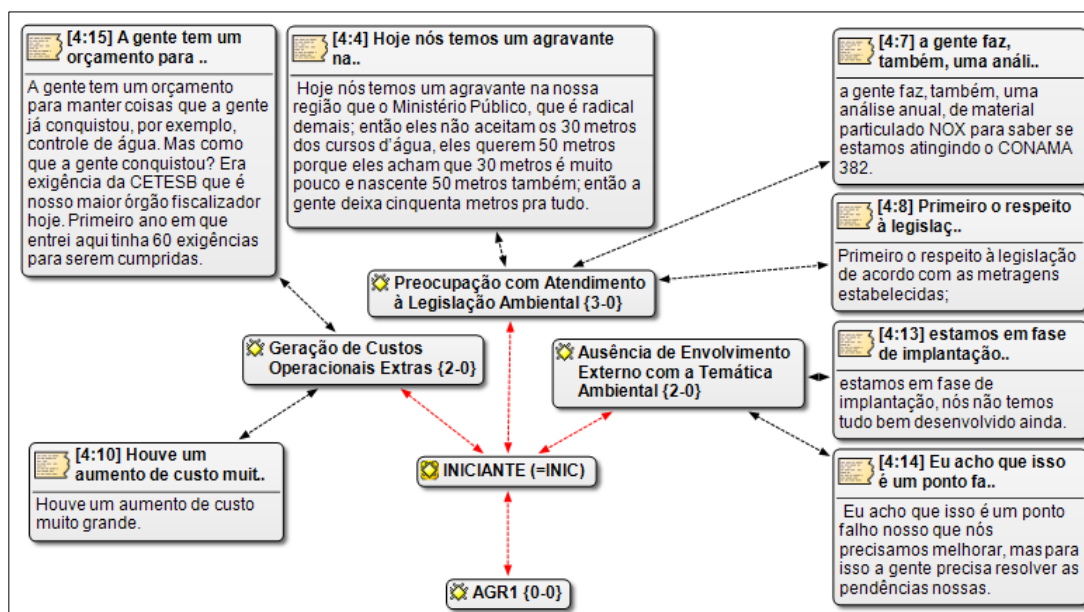 [4:15] A gente tem um
orçamento para ..
A gente tem um orçamento
para manter coisas que a gente
já conquistou, por exemplo,
controle de água. Mas como
que a gente conquistou? Era
exigência da CETESB que é
nosso maior órgão fiscalizador
hoje. Primeiro ano em que
entrei aqui tinha 60 exigências
para serem cumpridas.
[4:4] Hoje nós temos um agravante
na..
Hoje nós temos um agravante na nossa
região que o Ministério Público, que é radical
demais; então eles não aceitam os 30 metros
dos cursos d'água, eles querem 50 metros
porque eles acham que 30 metros é muito
pouco e nascente 50 metros também; então a
gente deixa cinquenta metros pra tudo.
[4:7] a gente faz,
também, uma análi..
a gente faz, também, uma
análise anual, de material
particulado NOX para saber se
estamos atingindo o CONAMA
382.
[4:8] Primeiro o respeito
à legislaç..
Primeiro o respeito à legislação
de acordo com as metragens
estabelecidas;
Preocupação com Atendimento
à Legislação Ambiental {3-0}
Geração de Custos
Operacionais Extras {2-0}
Ausência de Envolvimento
Externo com a Temática
Ambiental {2-0}
[4:13] estamos em fase
de implantação..
estamos em fase de
implantação, nós não temos
tudo bem desenvolvido ainda.
[4:10] Houve um
aumento de custo muit..
Houve um aumento de custo
muito grande.
INICIANTE (=INIC)
[4:14] Eu acho que isso
é um ponto fa..
Eu acho que isso é um ponto
falho nosso que nós
precisamos melhorar, mas para
isso a gente precisa resolver as
pendências nossas.
AGR1 {0-0}